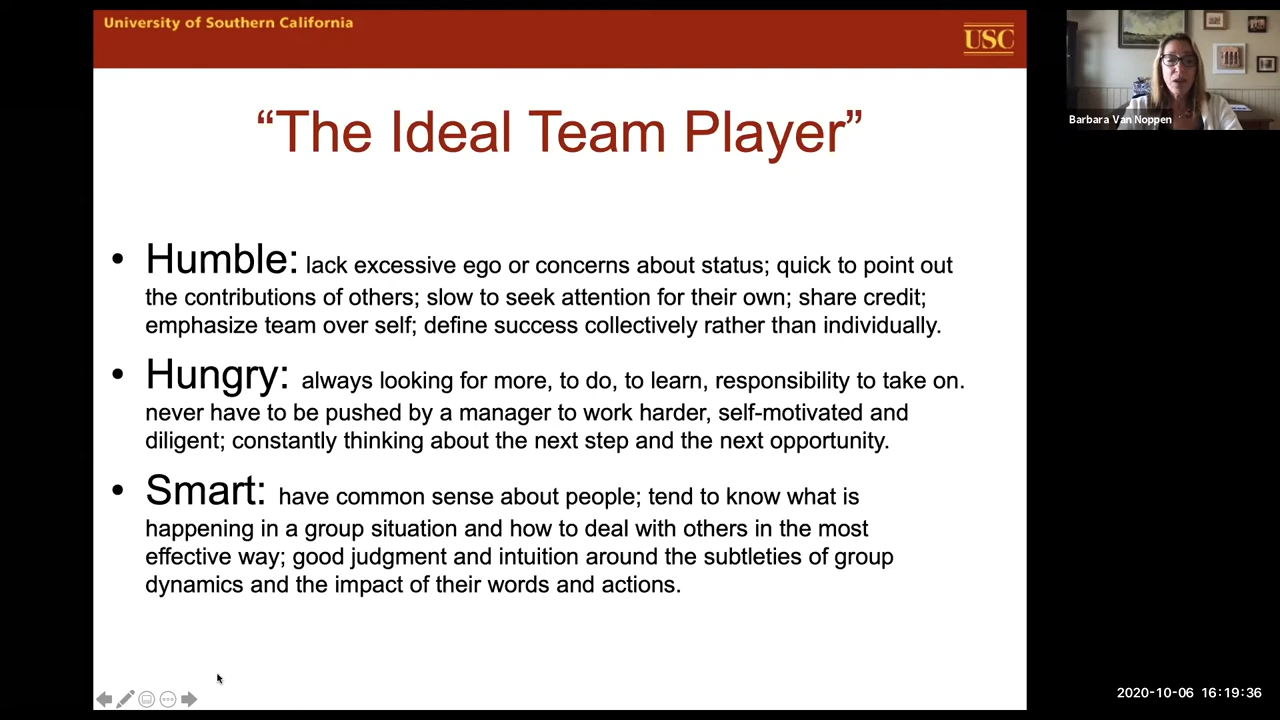 University of Southern California
USC
“The Ideal Team Player”
• Humble: lack excessive ego or concerns about status; quick to point out
the contributions of others; slow to seek attention for their own; share credit;
emphasize team over self; define success collectively rather than individually.
• Hungry: always looking for more, to do, to learn, responsibility to take on.
never have to be pushed by a manager to work harder, self-motivated and
diligent; constantly thinking about the next step and the next opportunity.
• Smart: have common sense about people; tend to know what is
happening in a group situation and how to deal with others in the most
effective way; good judgment and intuition around the subtleties of group
dynamics and the impact of their words and actions.
Barbara Van Noppen
2020-10-06 16:19:36